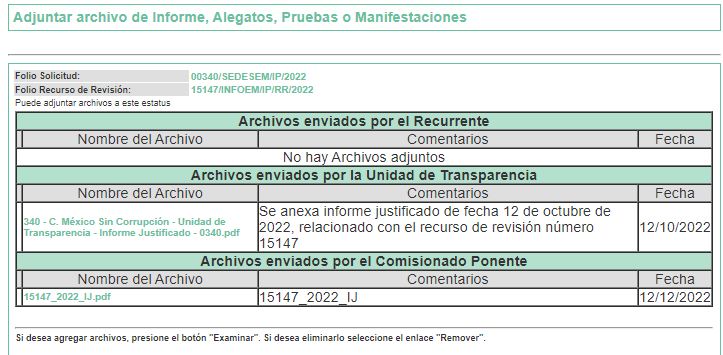 Adjuntar archivo de Informe, Alegatos, Pruebas o Manifestaciones
Folio Solicitud: 00340/SEDESEM/IP/2022
Folio Recurso de Revisión: 15147/INFOEM/IP/RR/2022
Puede adjuntar archivos a este estatus
Archivos enviados por el Recurrente
Nombre del Archivo Comentarios Fecha
No hay Archivos adjuntos
Archivos enviados por la Unidad de Transparencia
Nombre del Archivo Comentarios Fecha
340 - C. México Sin Corrupción - Unidad de
Transparencia - Informe Justificado - 0340.pdf
Se anexa informe justificado de fecha 12 de octubre de
2022, relacionado con el recurso de revisión número
15147
12/10/2022
Archivos enviados por el Comisionado Ponente
Nombre del Archivo Comentarios Fecha
15147_2022_IJ.pdf 15147_2022_IJ 12/12/2022
Si desea agregar archivos, presione el botón "Examinar". Si desea eliminarlo seleccione el enlace "Remover".